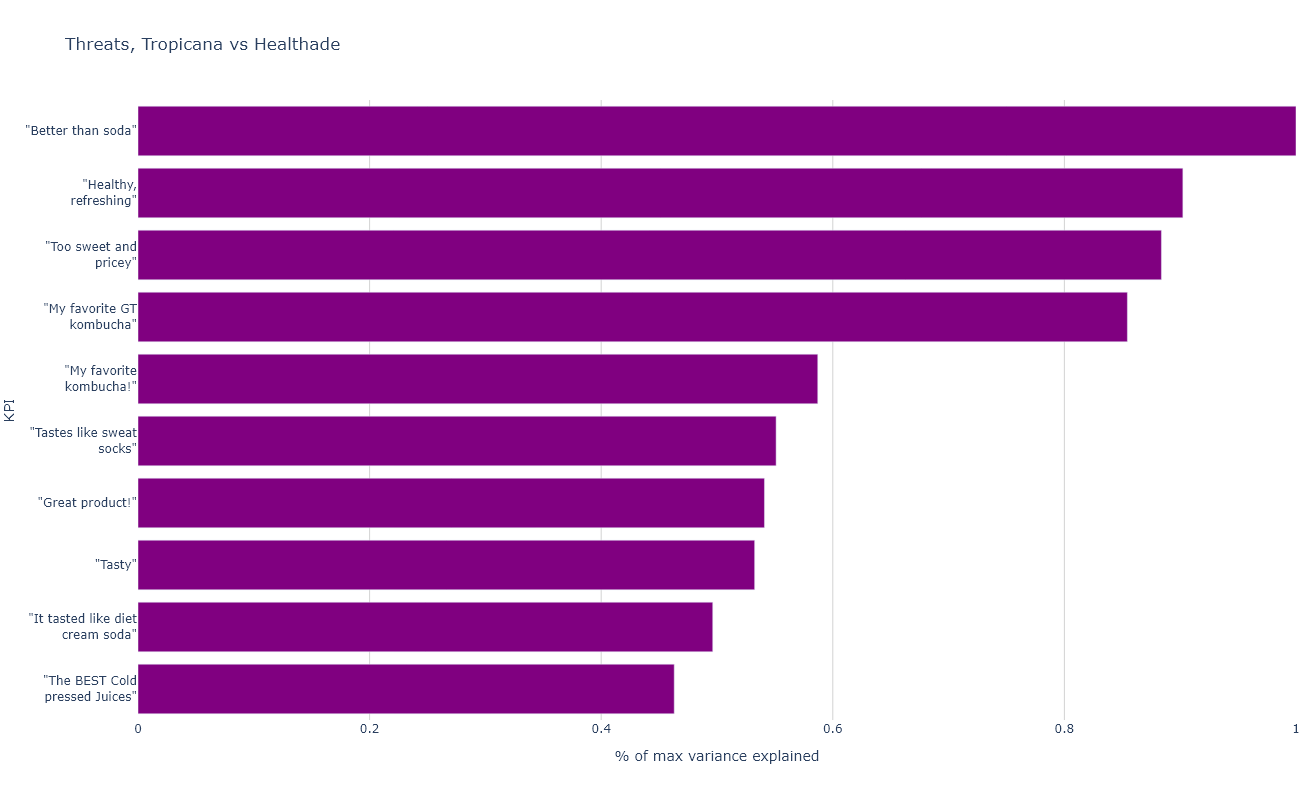 Threats, Tropicana vs Healthade
"Better than soda"
"Healthy,
refreshing"
"Too sweet and
pricey"
"My favorite GT
kombucha"
"My favorite
kombucha!"
"Tastes like sweat
socks"
"Great product!"
"Tasty"
"It tasted like diet
cream soda"
"The BEST Cold
pressed Juices"
KPI
0
0.2
0.4
0.6
0.8
1
% of max variance explained